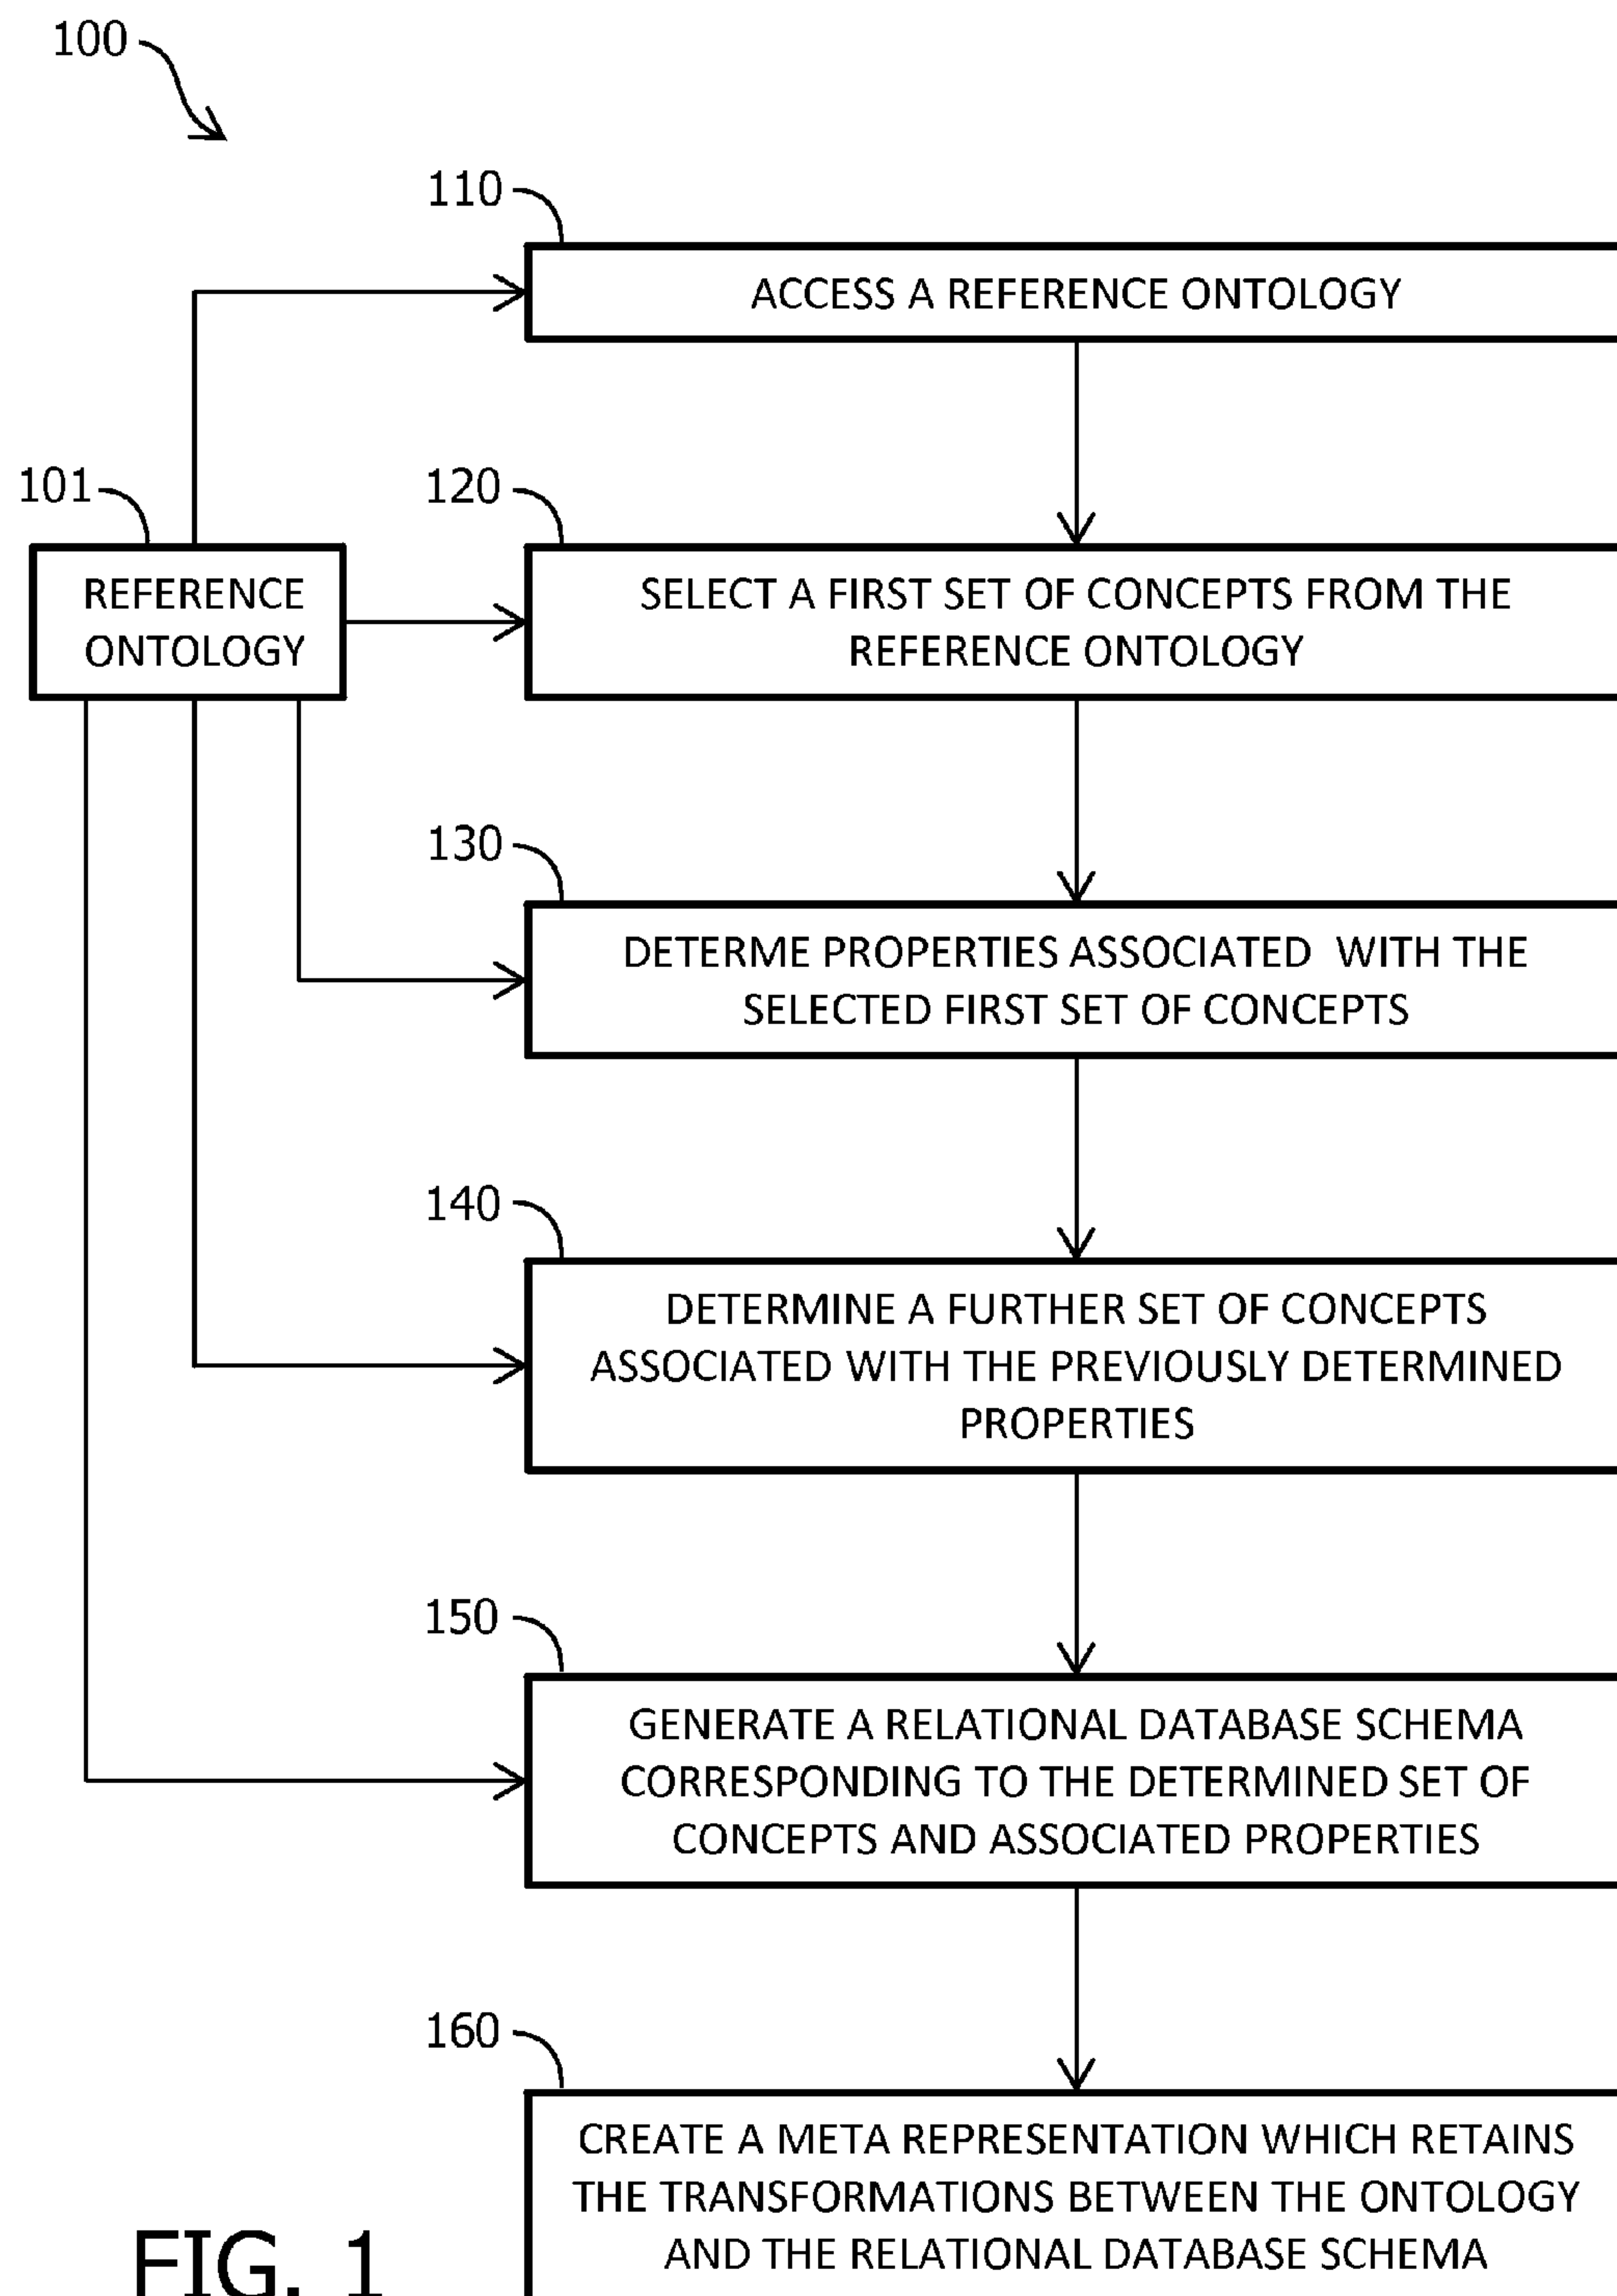 100
110
ACCESS A REFERENCE ONTOLOGY
101
REFERENCE
ONTOLOGY
120
SELECT A FIRST SET OF CONCEPTS FROM THE
REFERENCE ONTOLOGY
130
DETERME PROPERTIES ASSOCIATED WITH THE
SELECTED FIRST SET OF CONCEPTS
140
DETERMINE A FURTHER SET OF CONCEPTS
ASSOCIATED WITH THE PREVIOUSLY DETERMINED
PROPERTIES
150
GENERATE A RELATIONAL DATABASE SCHEMA
CORRESPONDING TO THE DETERMINED SET OF
CONCEPTS AND ASSOCIATED PROPERTIES
160
CREATE A META REPRESENTATION WHICH RETAINS
THE TRANSFORMATIONS BETWEEN THE ONTOLOGY
AND THE RELATIONAL DATABASE SCHEMA
FIG. 1